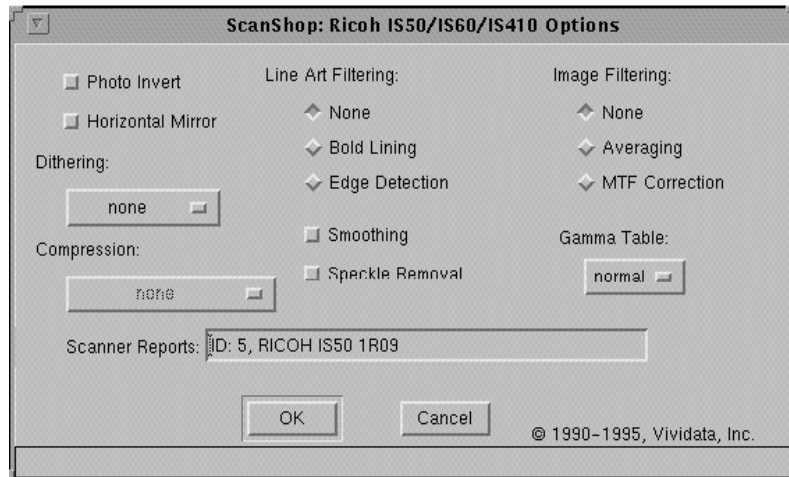 ScanShop: Ricoh IS50/IS60/IS410 Options
Photo Invert
Horizontal Mirror
Dithering:
none
Compression:
none
Line Art Filtering:
None
Bold Lining
Edge Detection
Smoothing
Speckle Removal
Image Filtering:
None
Averaging
MTF Correction
Gamma Table:
normal
Scanner Reports: ID: 5, RICOH IS50 1R09
OK
Cancel
© 1990-1995, Vividata, Inc.